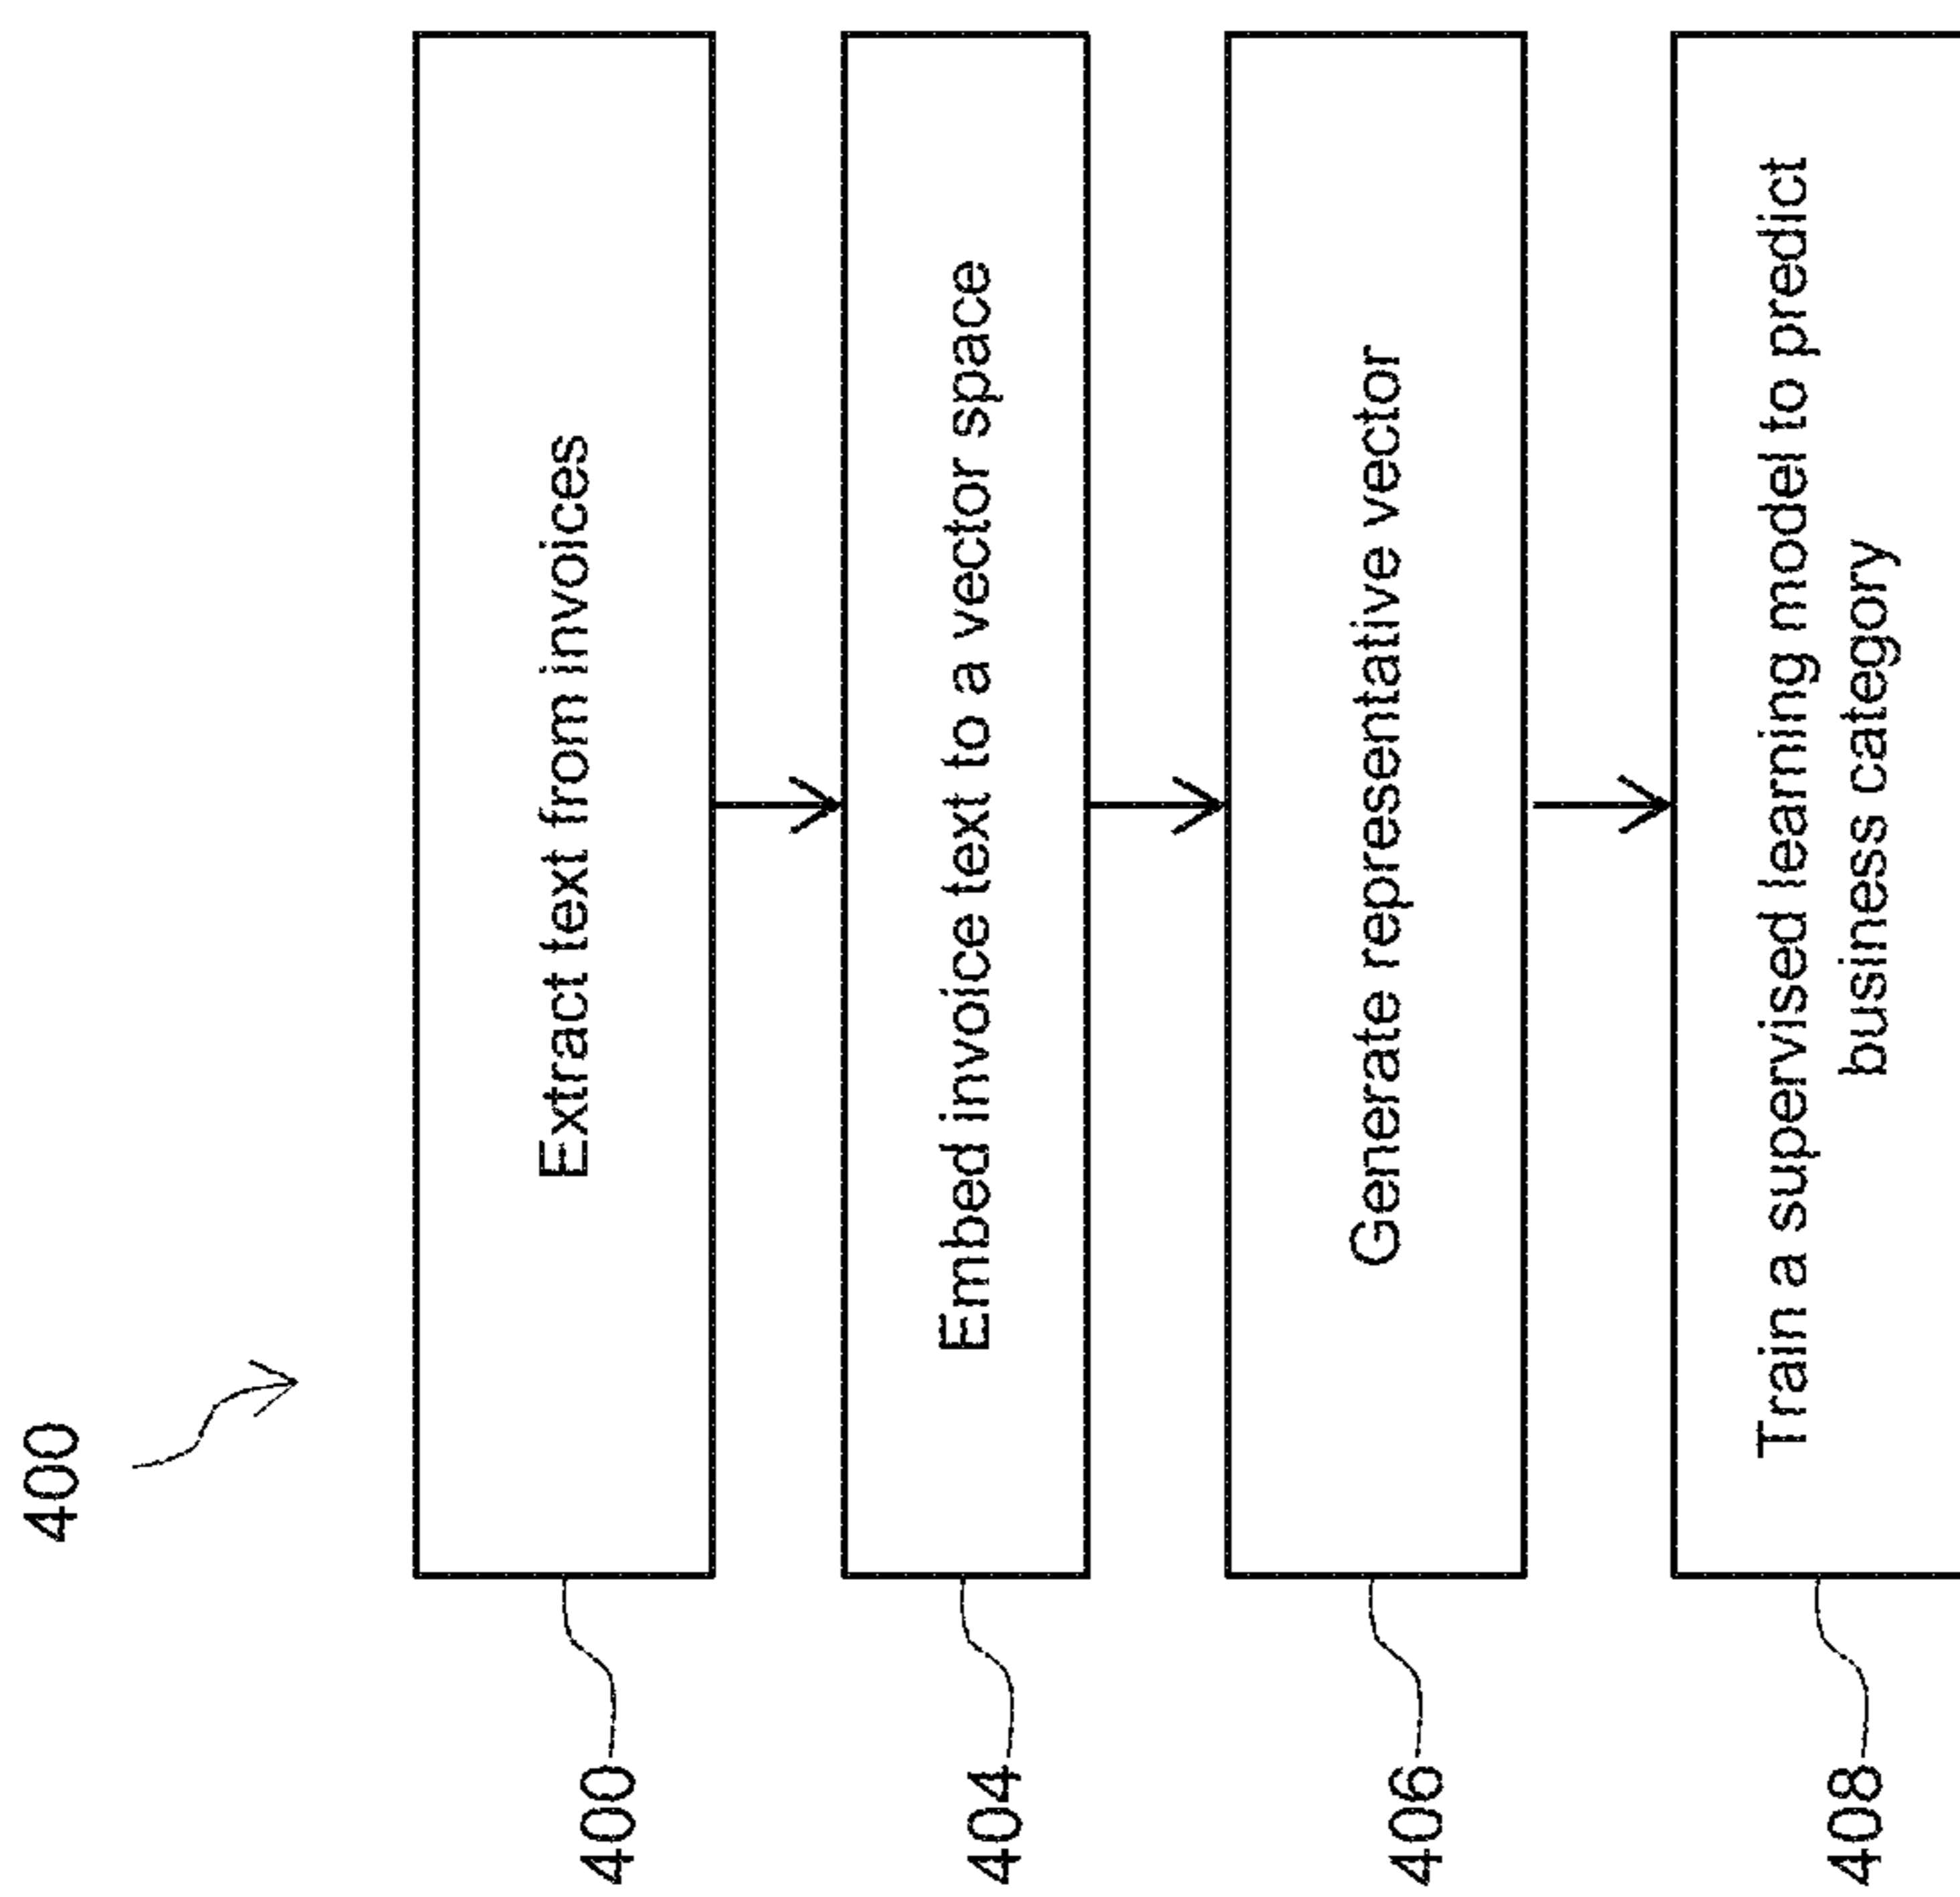 400
Extract text from invoices
400
Embed invoice text to a vector space
404
Generate representative vector
406
Train a supervised learning model to predict
business category
408